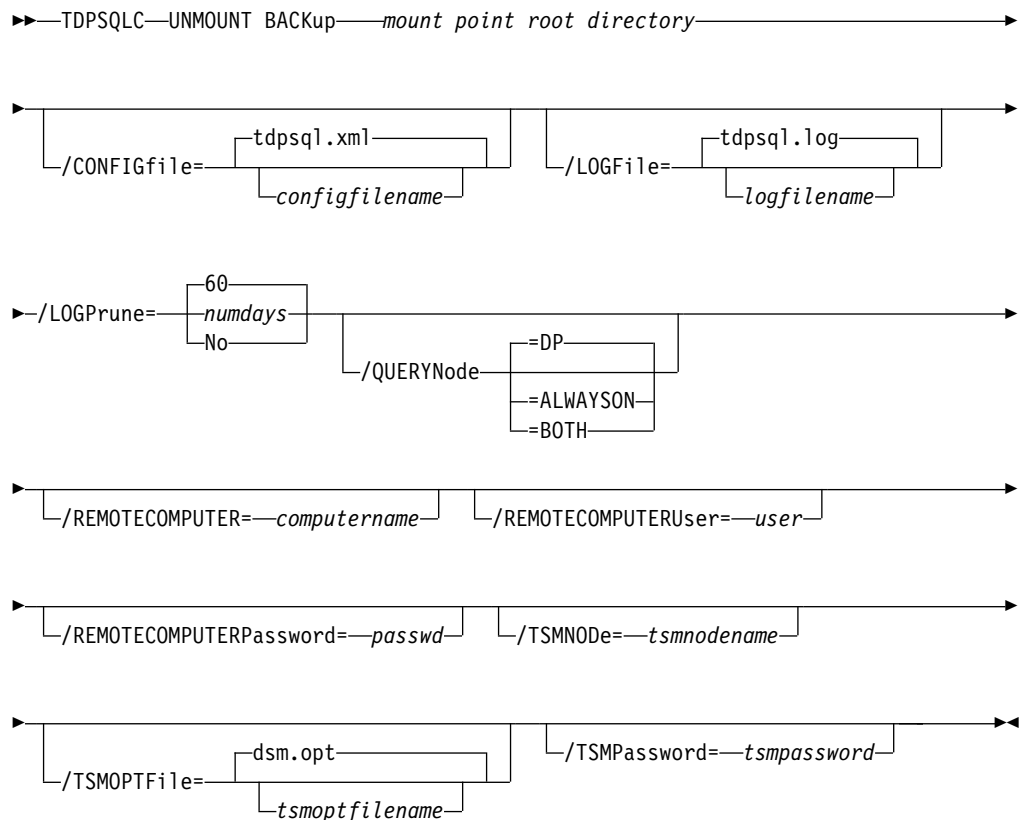 TDPSQLC UNMOUNT BACKup mount point root directory
/CONFIGfile= tdpsql.xml configfilename
/LOGFile= tdpsql.log logfilename
/LOGPrune= 60 numdays No
/QUERYNode =DP =ALWAYSON =BOTH
/REMOTECOMPUTER= computername
/REMOTECOMPUTERUser= user
/REMOTECOMPUTERPassword= passwd
/TSMNODe= tsmnodename
/TSMOPTFile= dsm.opt tsmoptfilename
/TSMPassword= tsmpassword